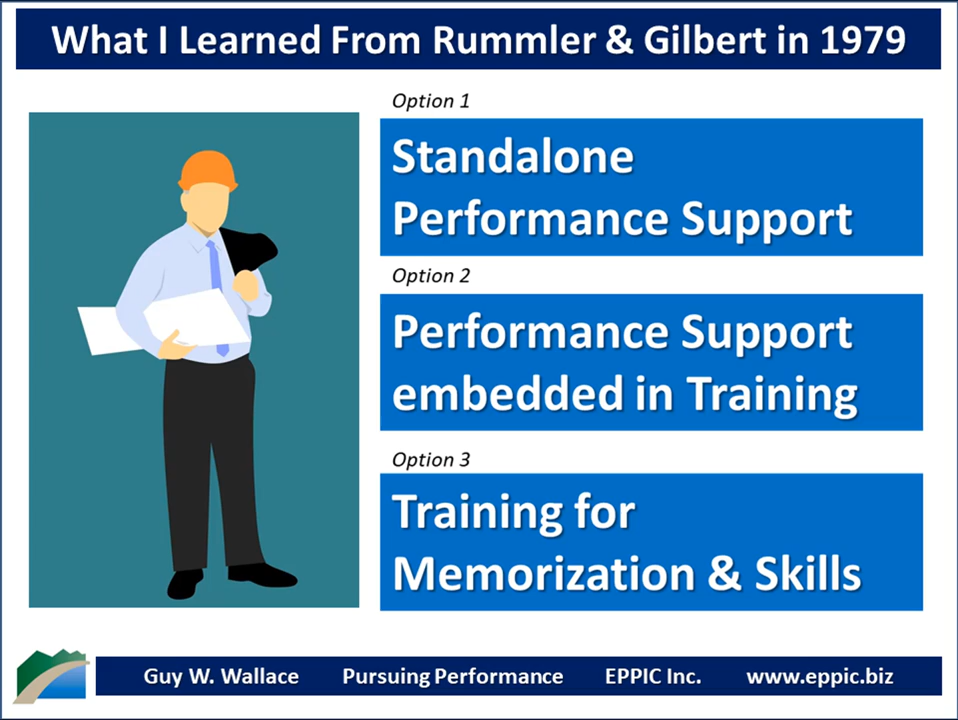 What I Learned From Rummler & Gilbert in 1979
Option 1
Standalone
Performance Support
Option 2
Performance Support
embedded in Training
Option 3
Training for
Memorization & Skills
Guy W. Wallace Pursuing Performance EPPIC Inc. www.eppic.biz